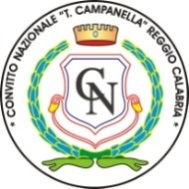 * CONVITTO NAZIONALE "T. CAMPANELLA" REGGIO CALABRIA *
CN